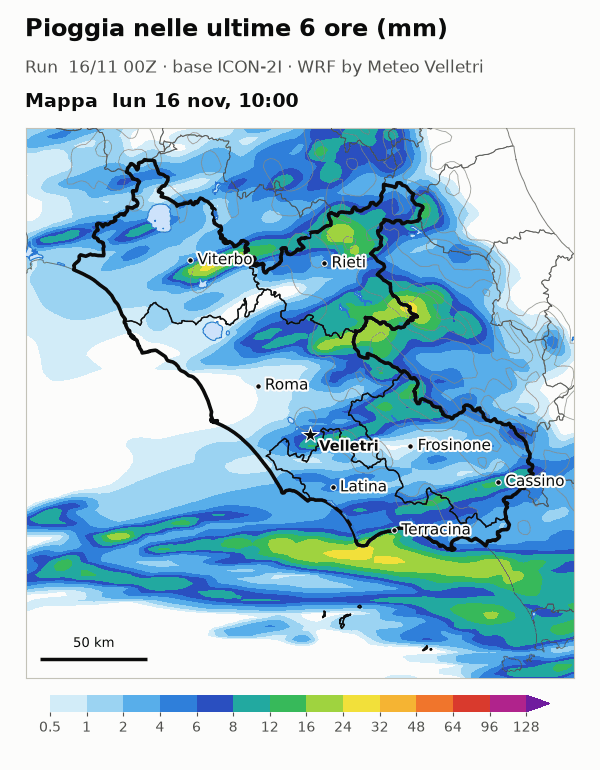 Pioggia nelle ultime 6 ore (mm)
Run 16/11 00Z · base ICON-2I · WRF by Meteo Velletri
Mappa lun 16 nov, 10:00
Viterbo
Rieti
Roma
Velletri
Frosinone
Latina
Cassino
Terracina
50 km
0.5 1 2 4 6 8 12 16 24 32 48 64 96 128